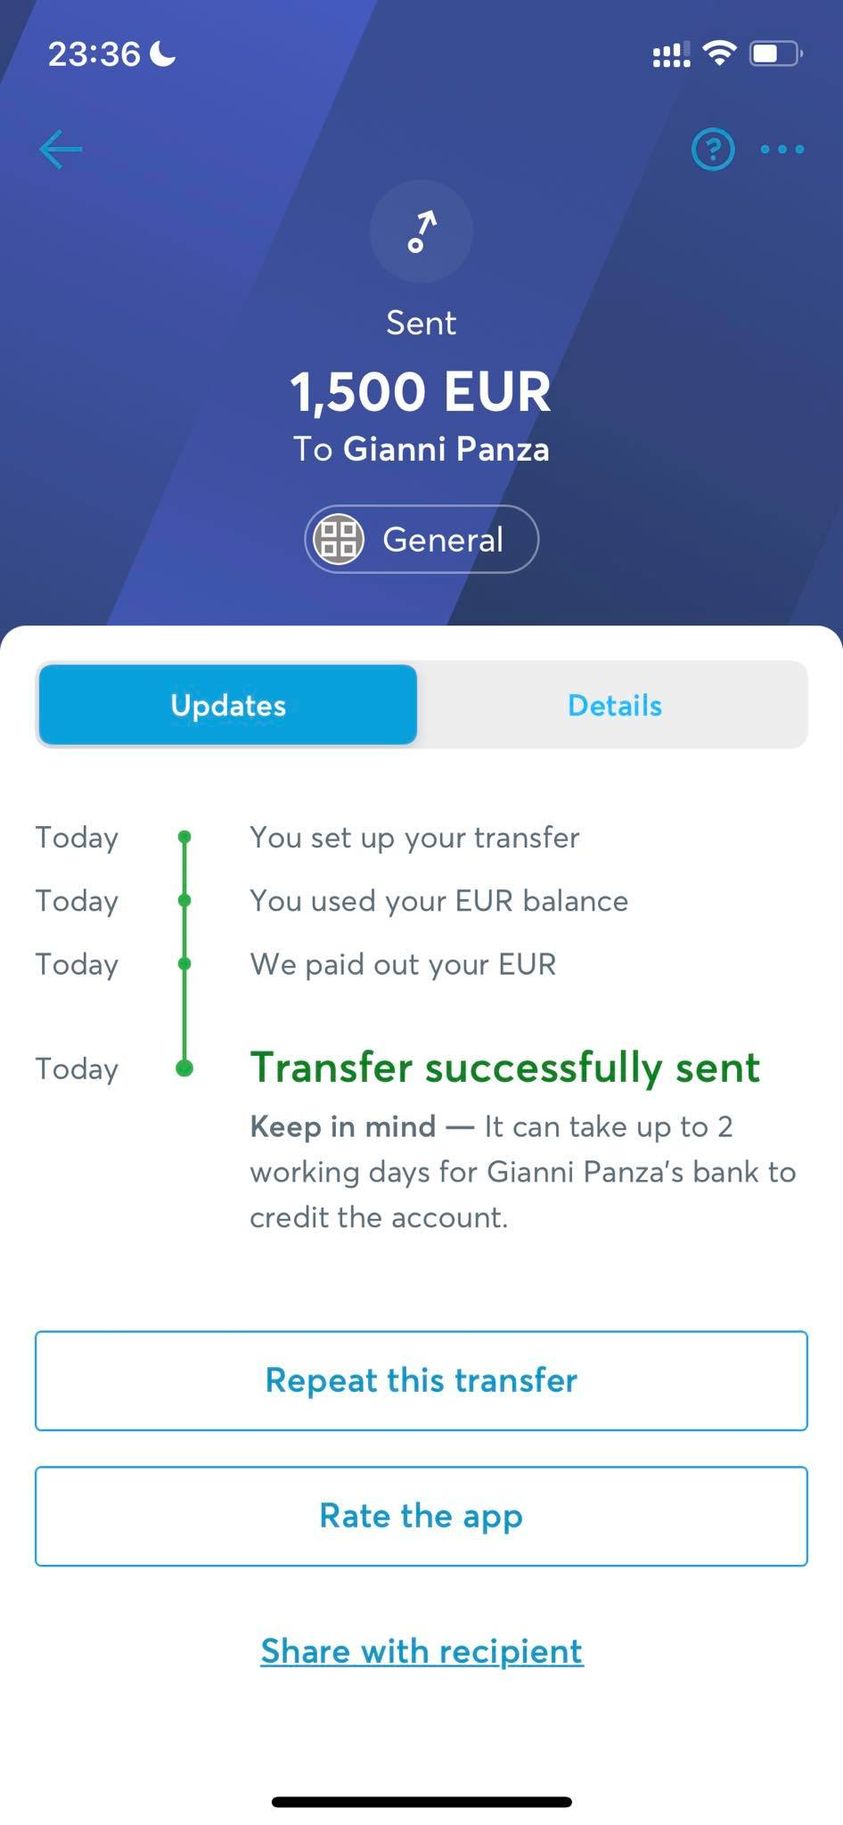 23:36
Sent
1,500 EUR
To Gianni Panza
General
Updates
Details
Today
You set up your transfer
Today
You used your EUR balance
Today
We paid out your EUR
Today
Transfer successfully sent
Keep in mind — It can take up to 2
working days for Gianni Panza's bank to
credit the account.
Repeat this transfer
Rate the app
Share with recipient